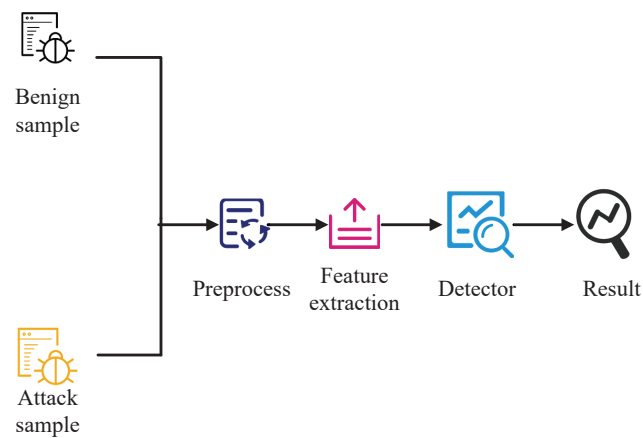 Benign
sample
Preprocess
Feature
extraction
Detector
Result
Attack
sample